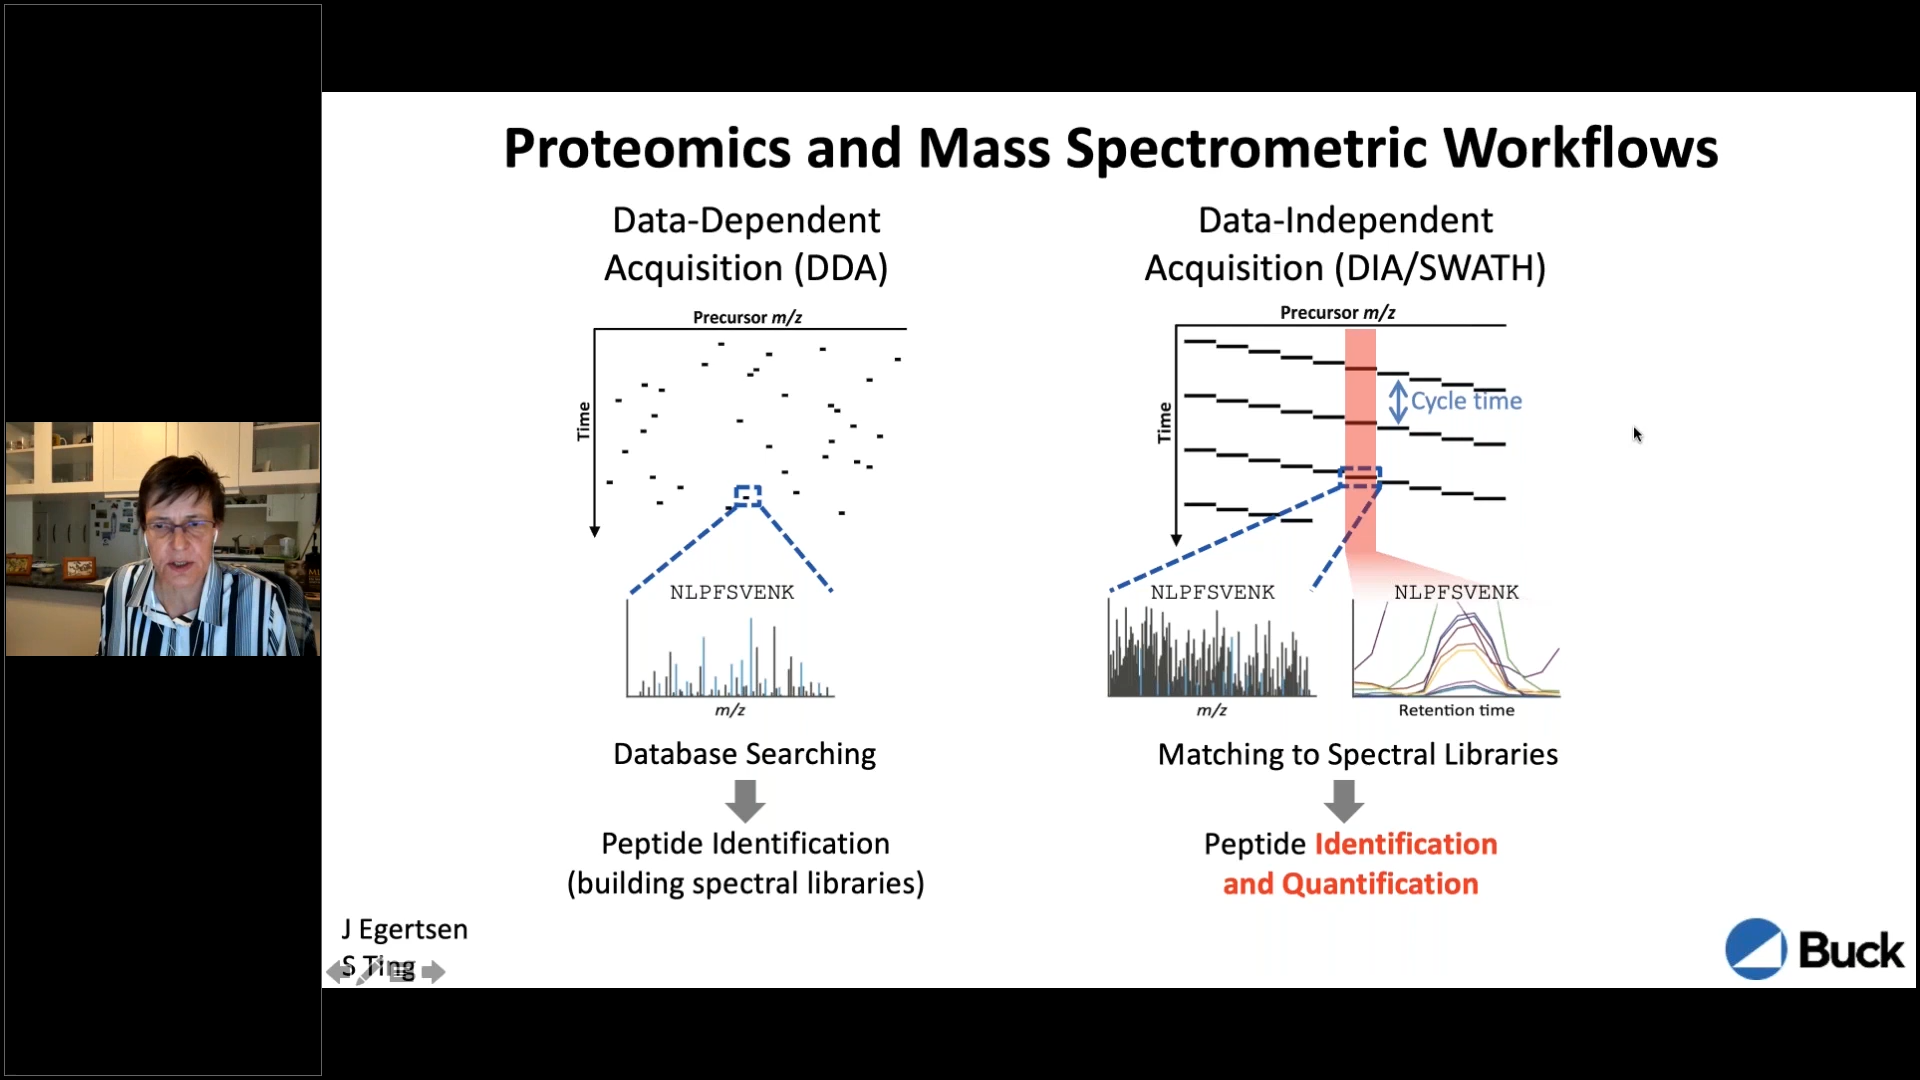 Proteomics and Mass Spectrometric Workflows
Data-Dependent
Acquisition (DDA)
Precursor m/z
Time
NLPFSVENK
m/z
Database Searching
Peptide Identification
(building spectral libraries)
Data-Independent
Acquisition (DIA/SWATH)
Precursor m/z
Time
Cycle time
NLPFSVENK
m/z
NLPFSVENK
Retention time
Matching to Spectral Libraries
Peptide Identification
and Quantification
J Egertsen
S Ting
Buck